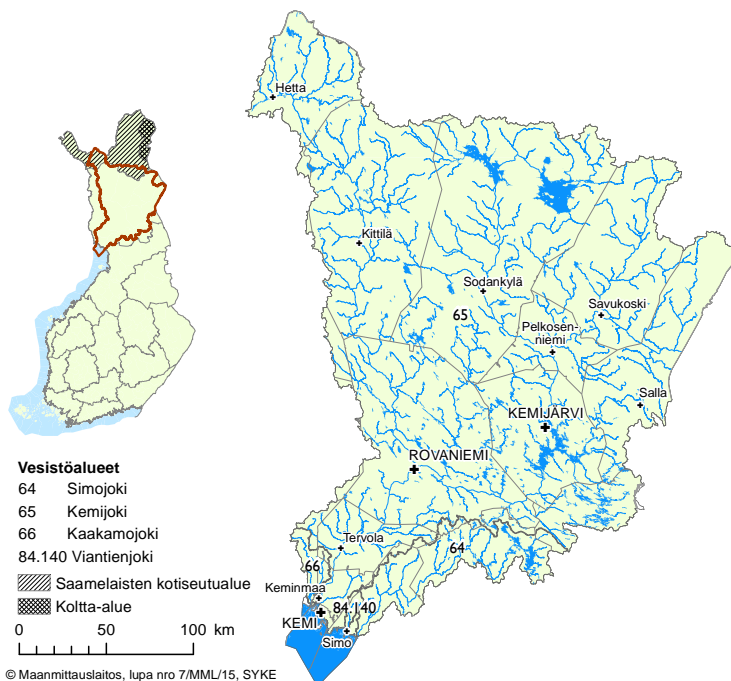 Hetta
Kittilä
Sodankylä
65
Savukoski
Pelkosen-
niemi
Salla
KEMIJÄRVI
ROVANIEMI
Tervola
64
66
Keminmaa
84.140
KEMI
Simo
Vesistöalueet
64 Simojoki
65 Kemijoki
66 Kaakamojoki
84.140 Viantienjoki
Saamelaisten kotiseutualue
Koltta-alue
0 50 100 km
© Maanmittauslaitos, lupa nro 7/MML/15, SYKE